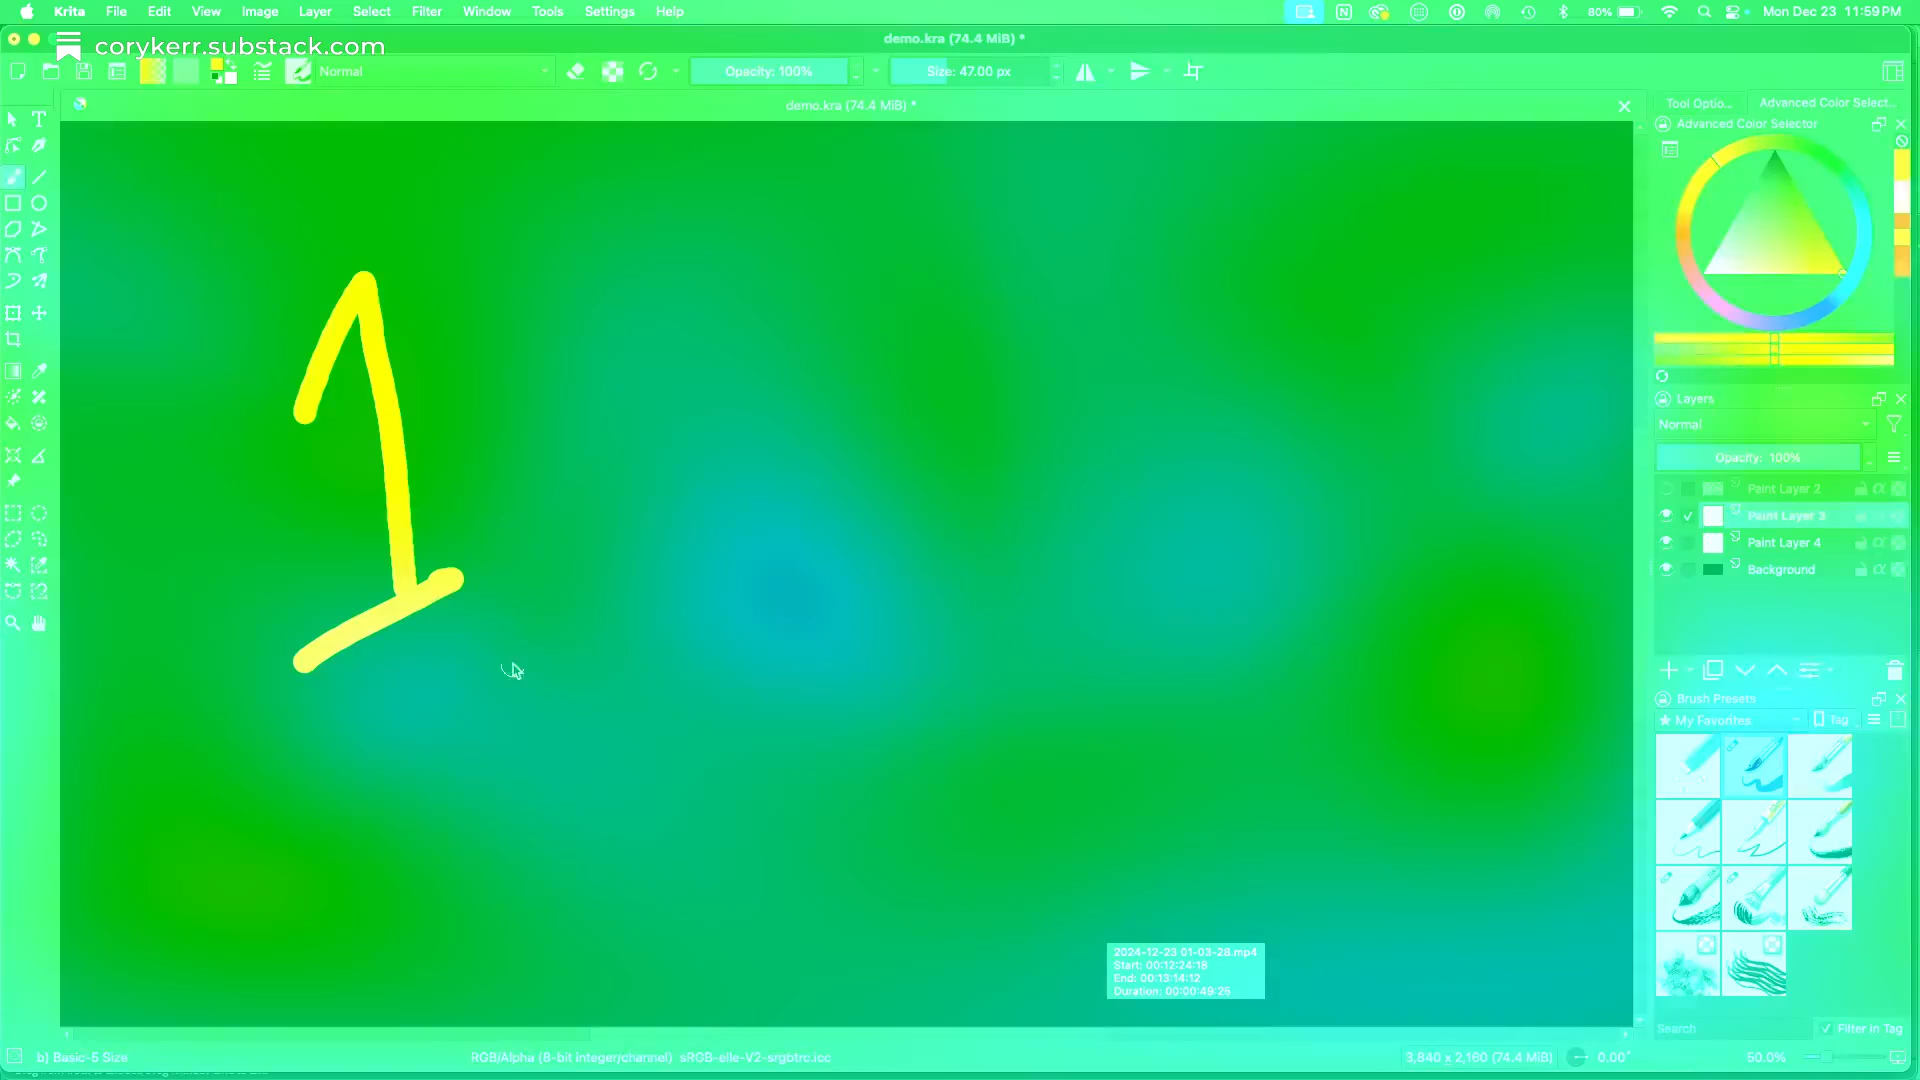 Krita File Edit View Image Layer Select Filter Window Tools Settings Help 80% Mon Dec 23 11:59 PM
corykerr.substack.com
demo.kra (74.4 MiB) *
Normal Opacity: 100% Size: 47.00 px
demo.kra (74.4 MiB) *
Tool Optio... Advanced Color Select...
Advanced Color Selector
1
Layers
Normal
Opacity: 100%
Paint Layer 2
Paint Layer 3
Paint Layer 4
Background
Brush Presets
My Favorites Tag
2024-12-23 01-03-28.mp4
Start: 00:12:24:18
End: 00:13:14:12
Duration: 00:00:49:25
Search Filter in Tag
b) Basic-5 Size RGB/Alpha (8-bit integer/channel) sRGB-elle-V2-srgbtrc.icc 3,840 x 2,160 (74.4 MiB) 0.00° 50.0%